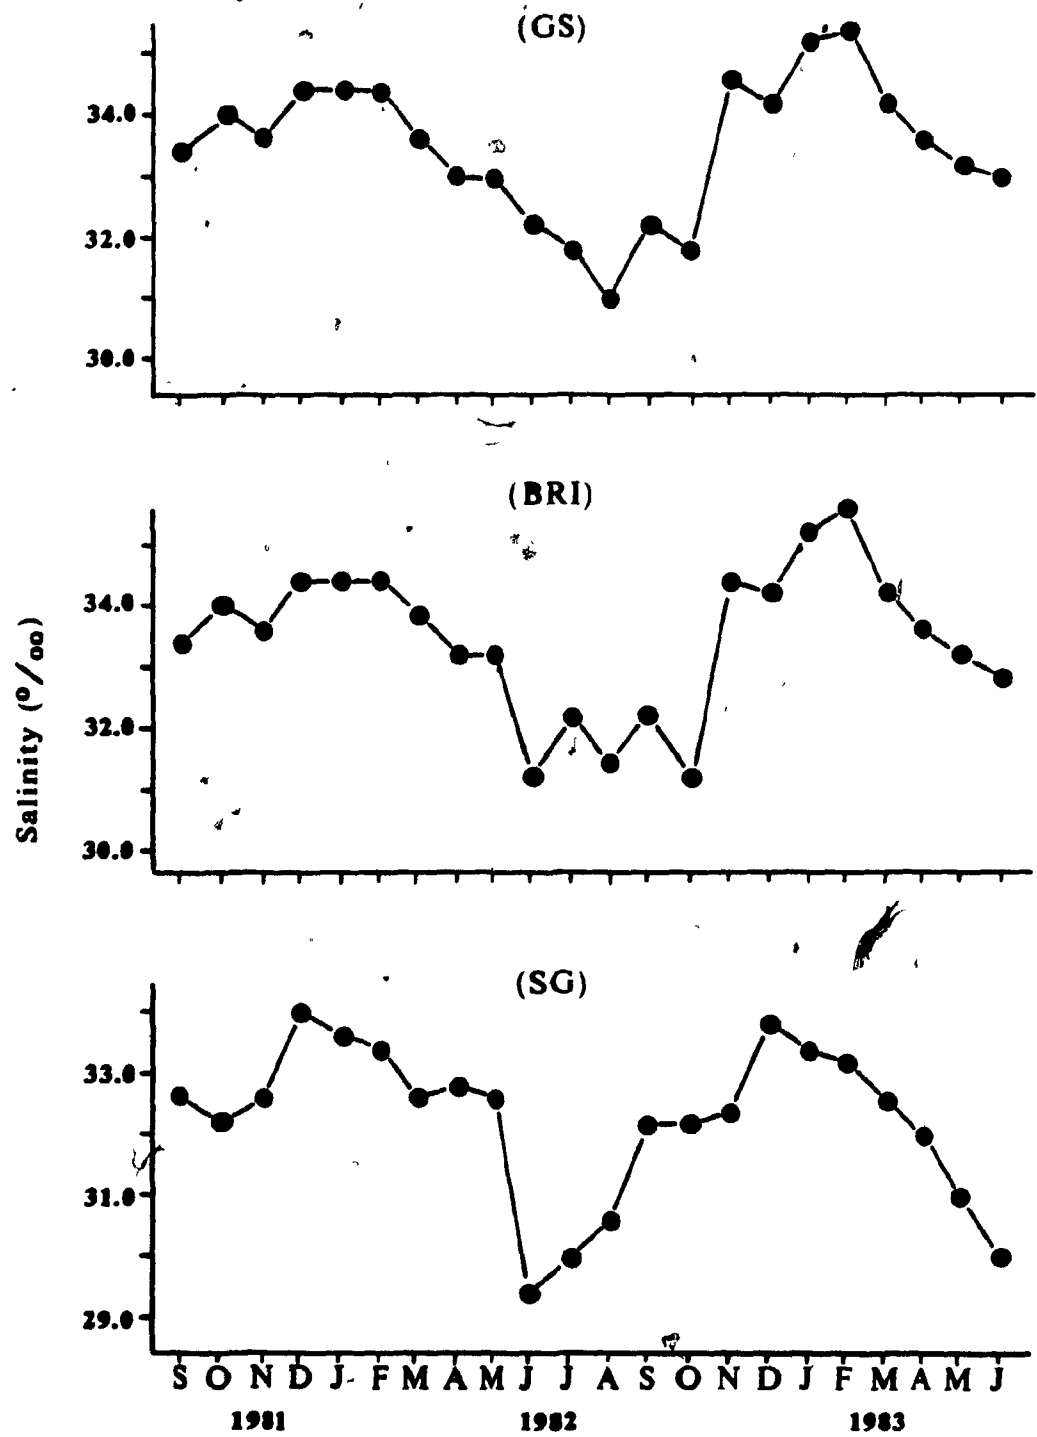 (GS)
34.0
32.0
30.0
(BRI)
34.0
32.0
30.0
Salinity (o/oo)
(SG)
33.0
31.0
29.0
S O N D J F M A M J J A S O N D J F M A M J
1981 1982 1983